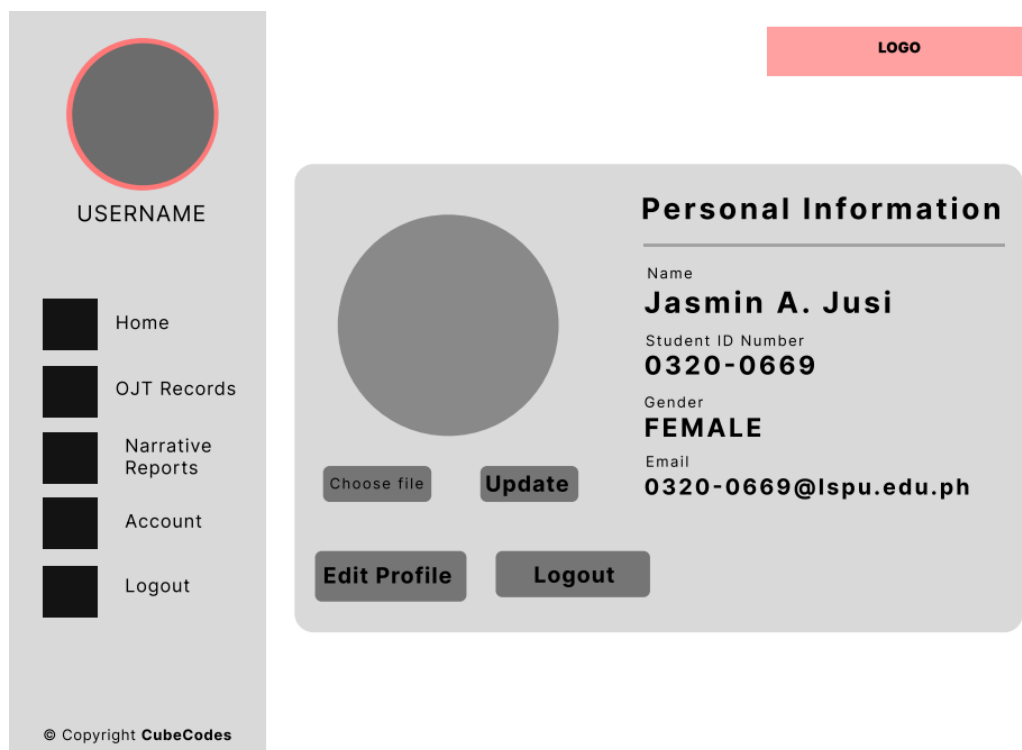 LOGO
USERNAME
Home
OJT Records
Narrative
Reports
Account
Logout
© Copyright CubeCodes
Personal Information
Name
Jasmin A. Jusi
Student ID Number
0320-0669
Gender
FEMALE
Email
0320-0669@lspu.edu.ph
Choose file
Update
Edit Profile
Logout